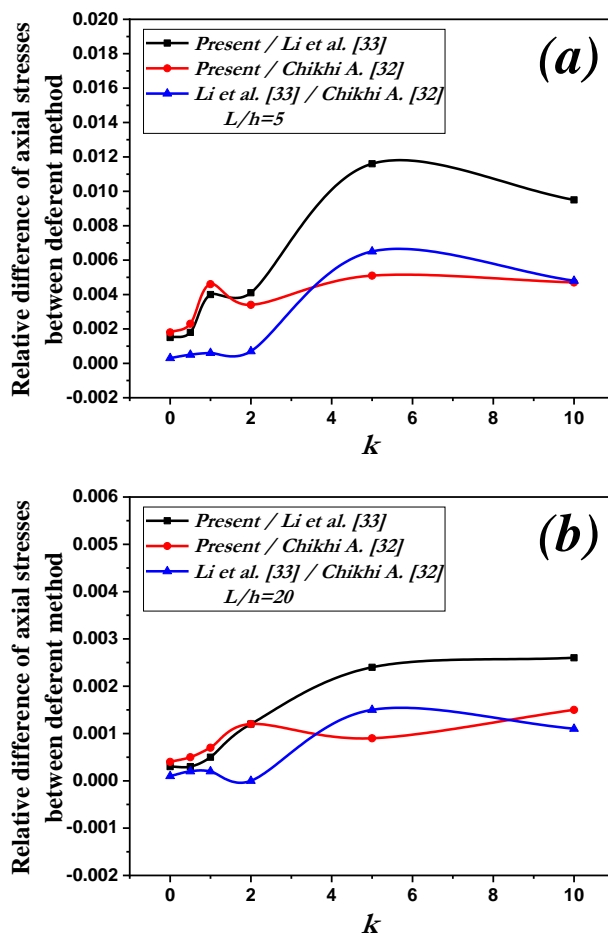 Relative difference of axial stresses
between deferent method
0.020
0.018
0.016
0.014
0.012
0.010
0.008
0.006
0.004
0.002
0.000
-0.002
Present / Li et al. [33]
Present / Chikhi A. [32]
Li et al. [33] / Chikhi A. [32]
L/h=5
(a)
0 2 4 6 8 10
k
Relative difference of axial stresses
between deferent method
0.006
0.005
0.004
0.003
0.002
0.001
0.000
-0.001
-0.002
Present / Li et al. [33]
Present / Chikhi A. [32]
Li et al. [33] / Chikhi A. [32]
L/h=20
(b)
0 2 4 6 8 10
k